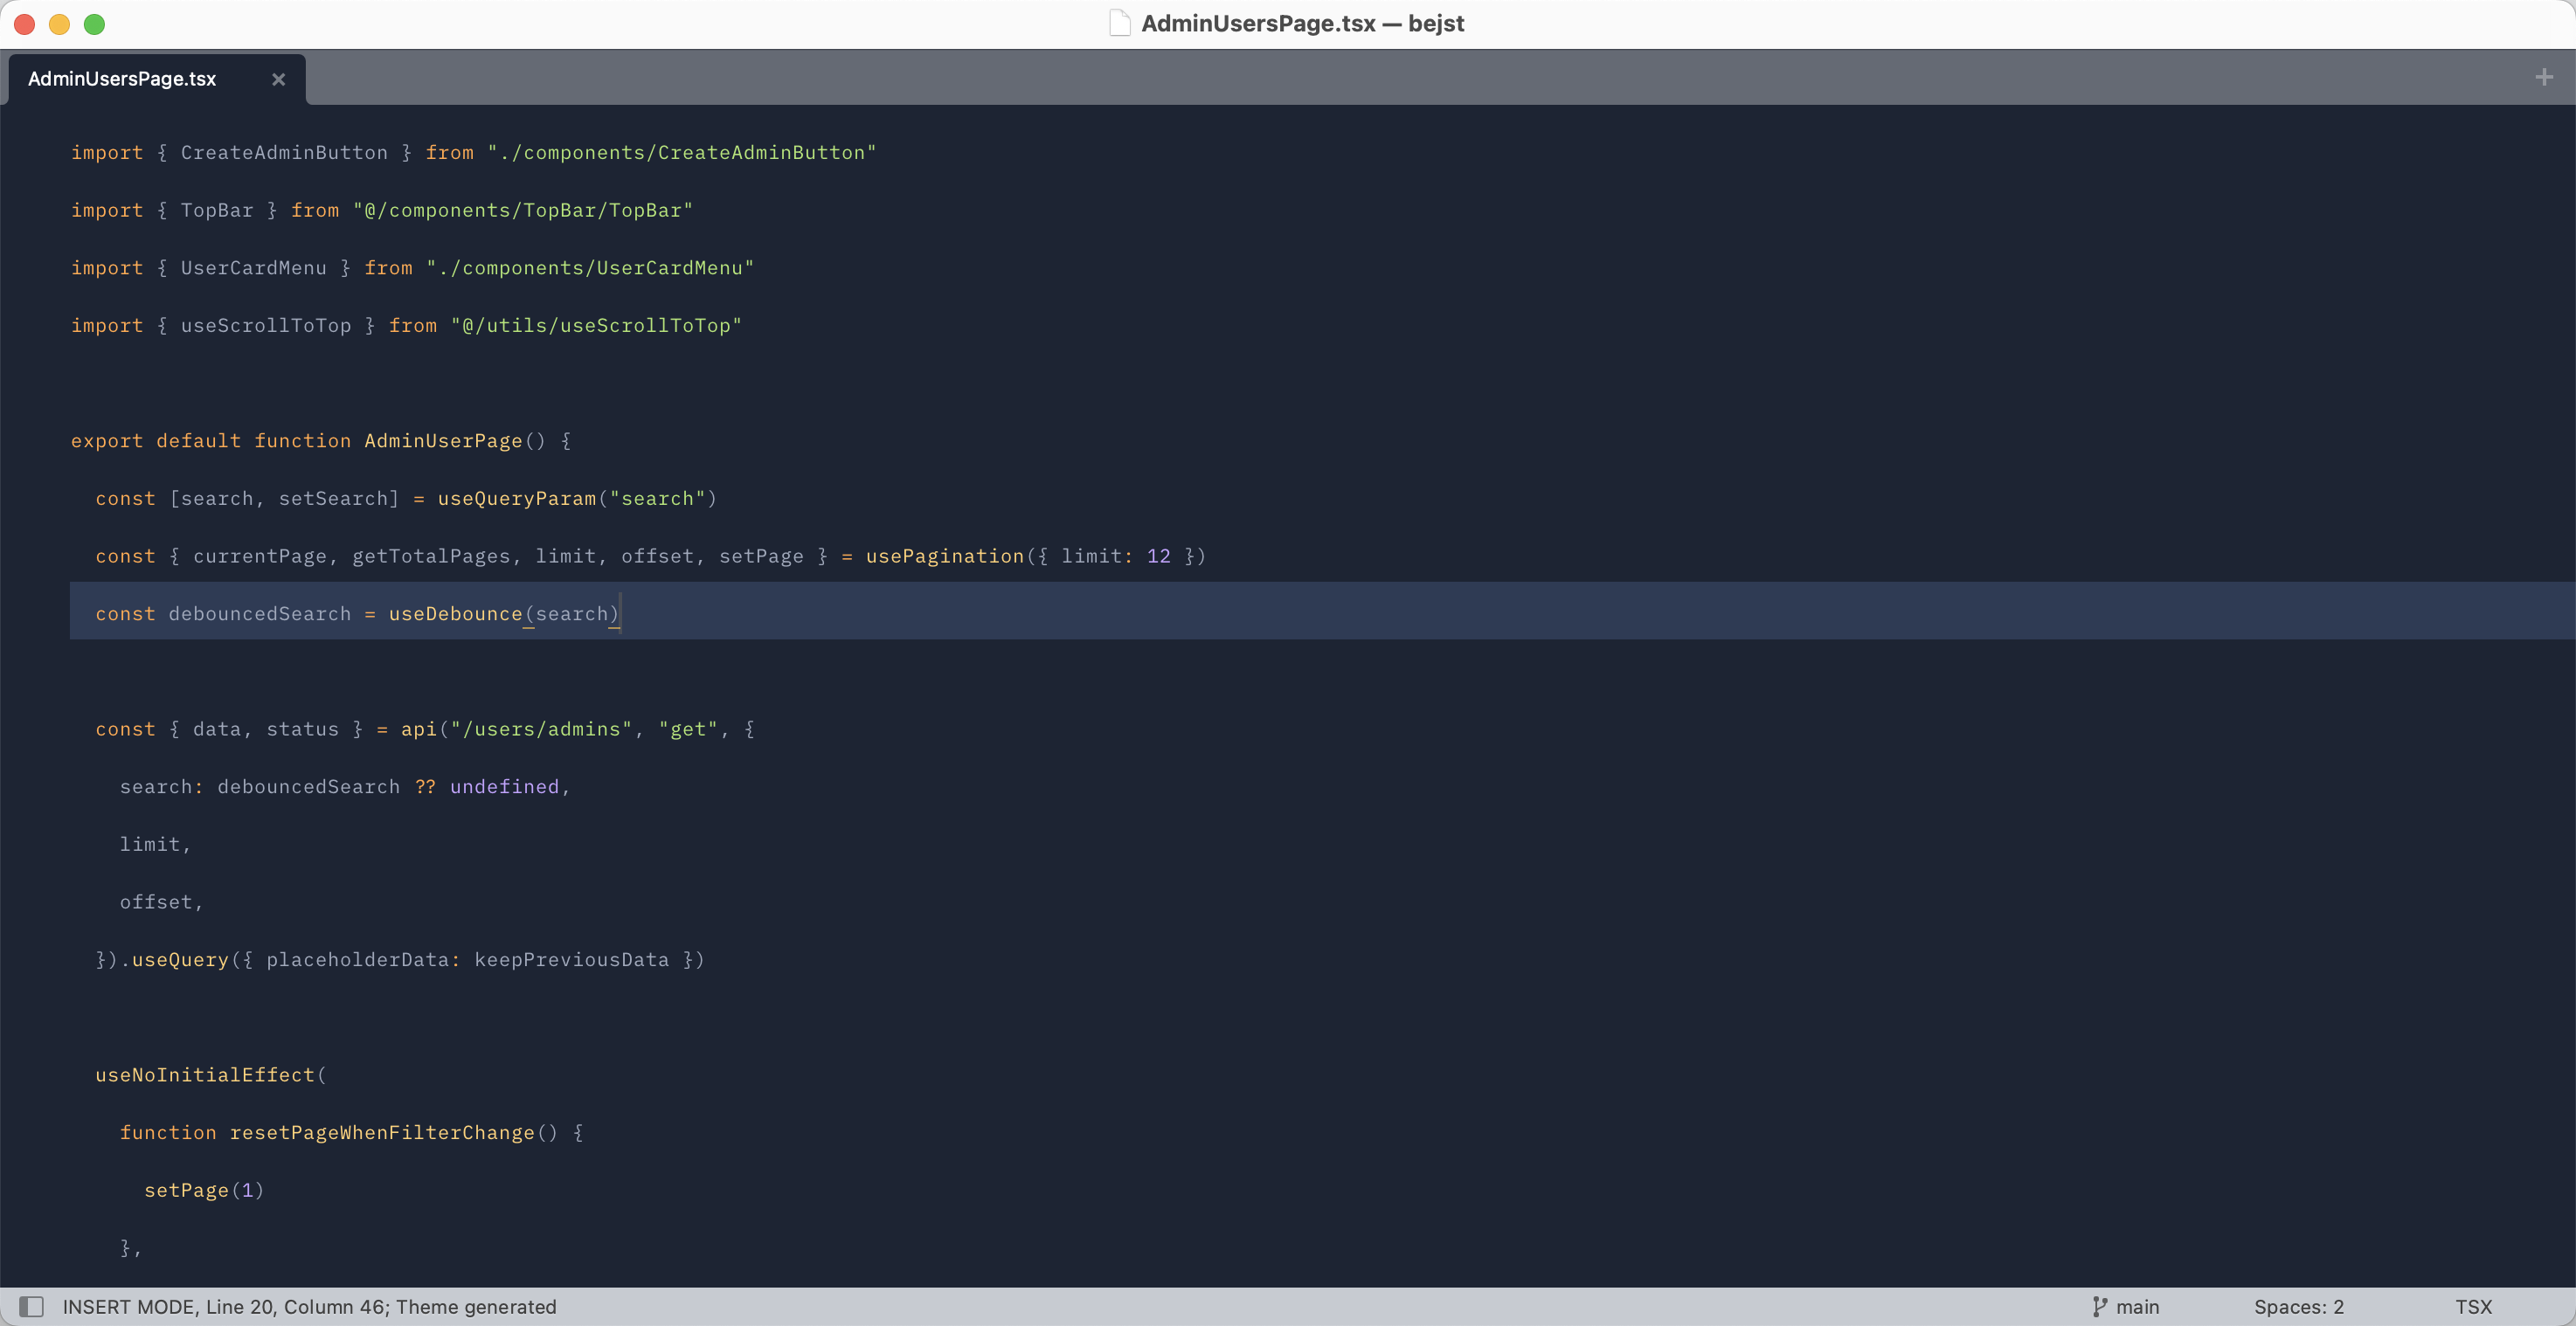 AdminUsersPage.tsx — bejst
AdminUsersPage.tsx
import { CreateAdminButton } from "./components/CreateAdminButton"
import { TopBar } from "@/components/TopBar/TopBar"
import { UserCardMenu } from "./components/UserCardMenu"
import { useScrollToTop } from "@/utils/useScrollToTop"
export default function AdminUserPage() {
  const [search, setSearch] = useQueryParam("search")
  const { currentPage, getTotalPages, limit, offset, setPage } = usePagination({ limit: 12 })
  const debouncedSearch = useDebounce(search)
  const { data, status } = api("/users/admins", "get", {
    search: debouncedSearch ?? undefined,
    limit,
    offset,
  }).useQuery({ placeholderData: keepPreviousData })
  useNoInitialEffect(
    function resetPageWhenFilterChange() {
      setPage(1)
    },
INSERT MODE, Line 20, Column 46; Theme generated main Spaces: 2 TSX